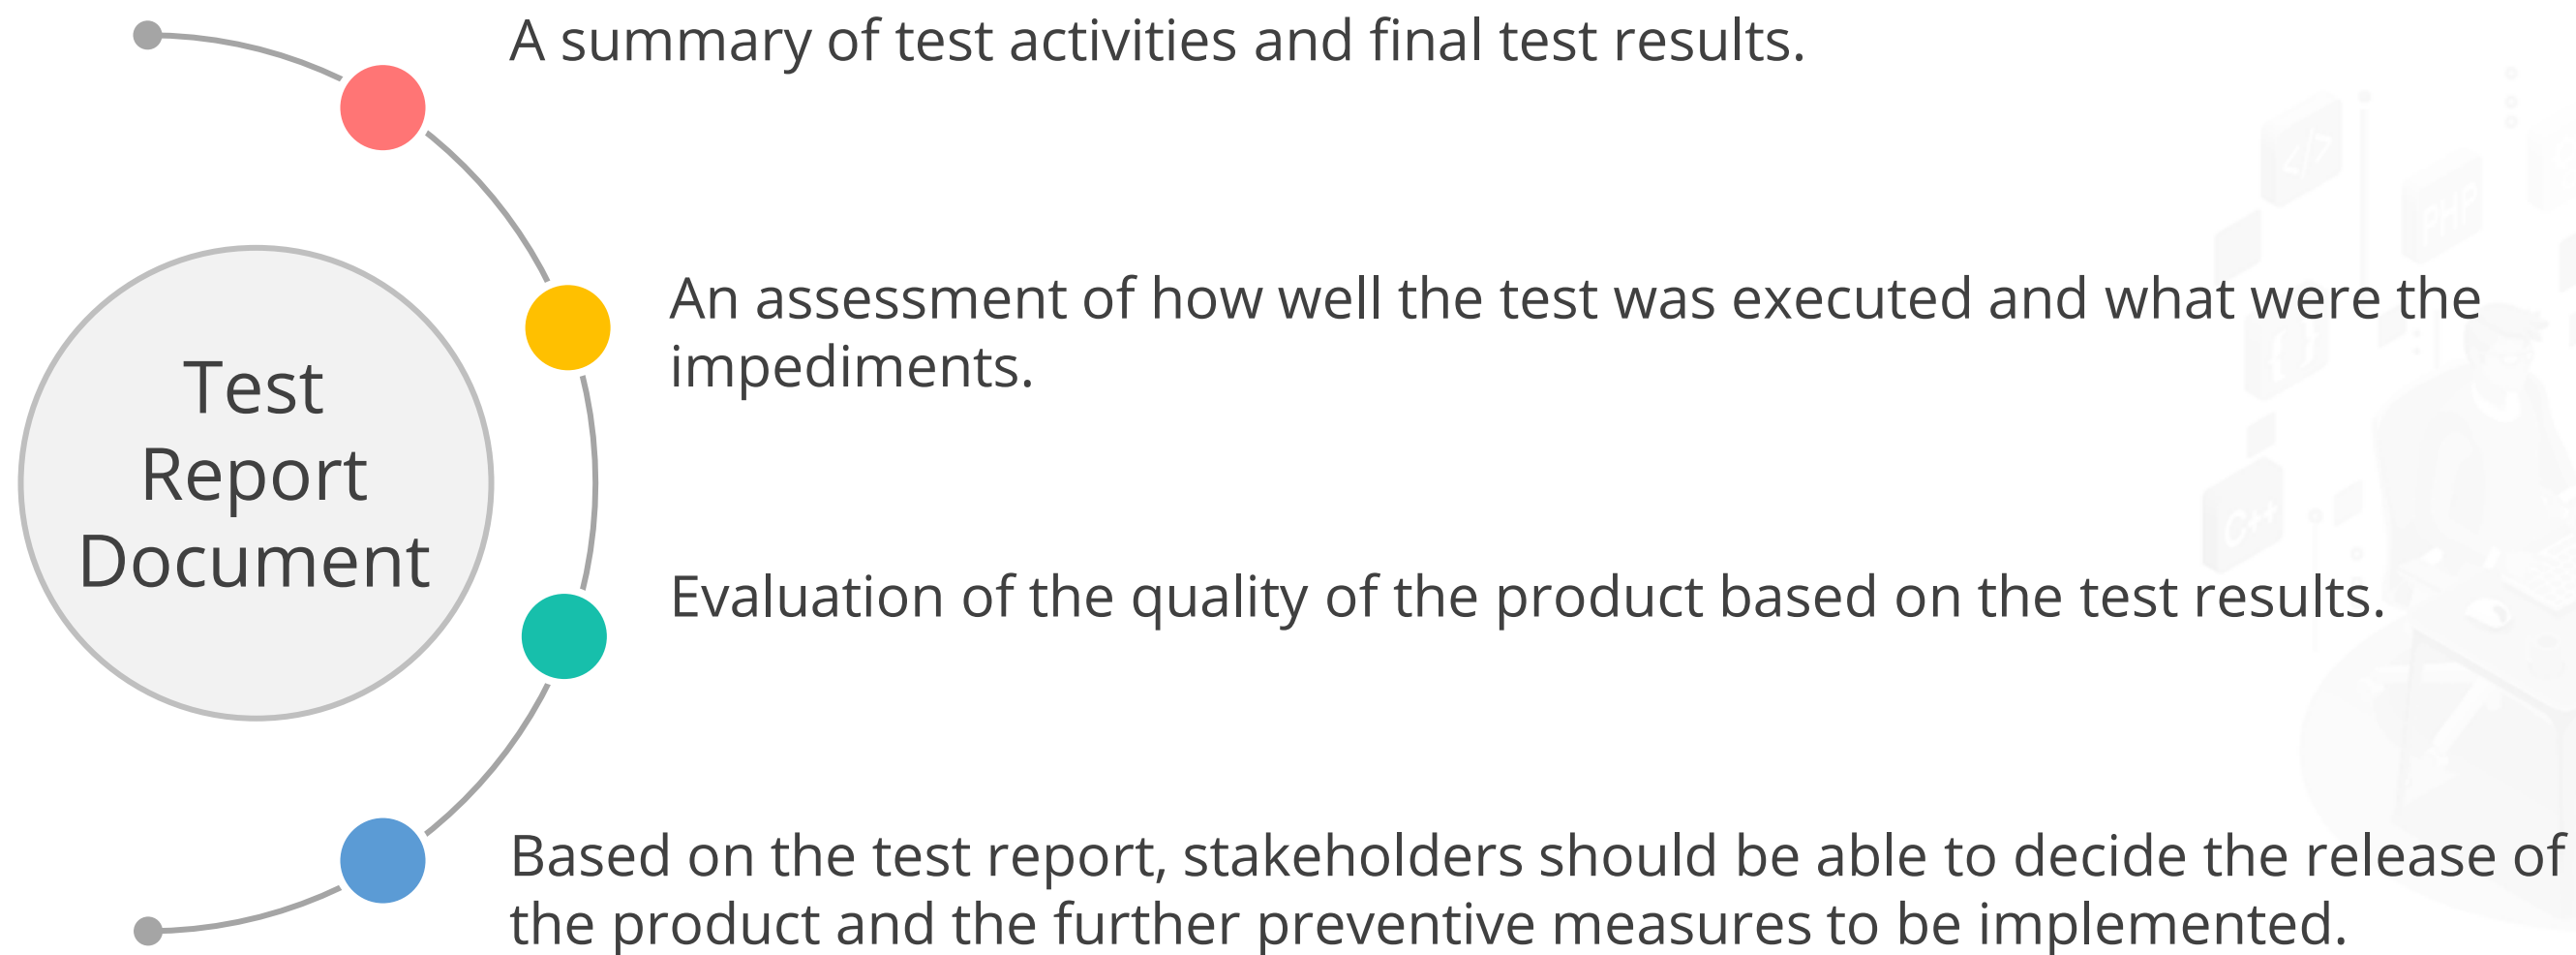 A summary of test activities and final test results.
An assessment of how well the test was executed and what were the
impediments.
Test
Report
Document
Evaluation of the quality of the product based on the test results.
Based on the test report, stakeholders should be able to decide the release of
the product and the further preventive measures to be implemented.
</>
PHP
{ }
C++